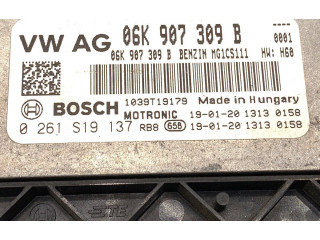 VW AG 06K 907 309 B 0001
06K 907 309 B BENZIN MG1CS111 HW: H60
BOSCH 1039T19179 Made in Hungary
MOTRONIC 19-01-20 1313 0158
0 261 S19 137 RB8 658 19-01-20 1313 0158